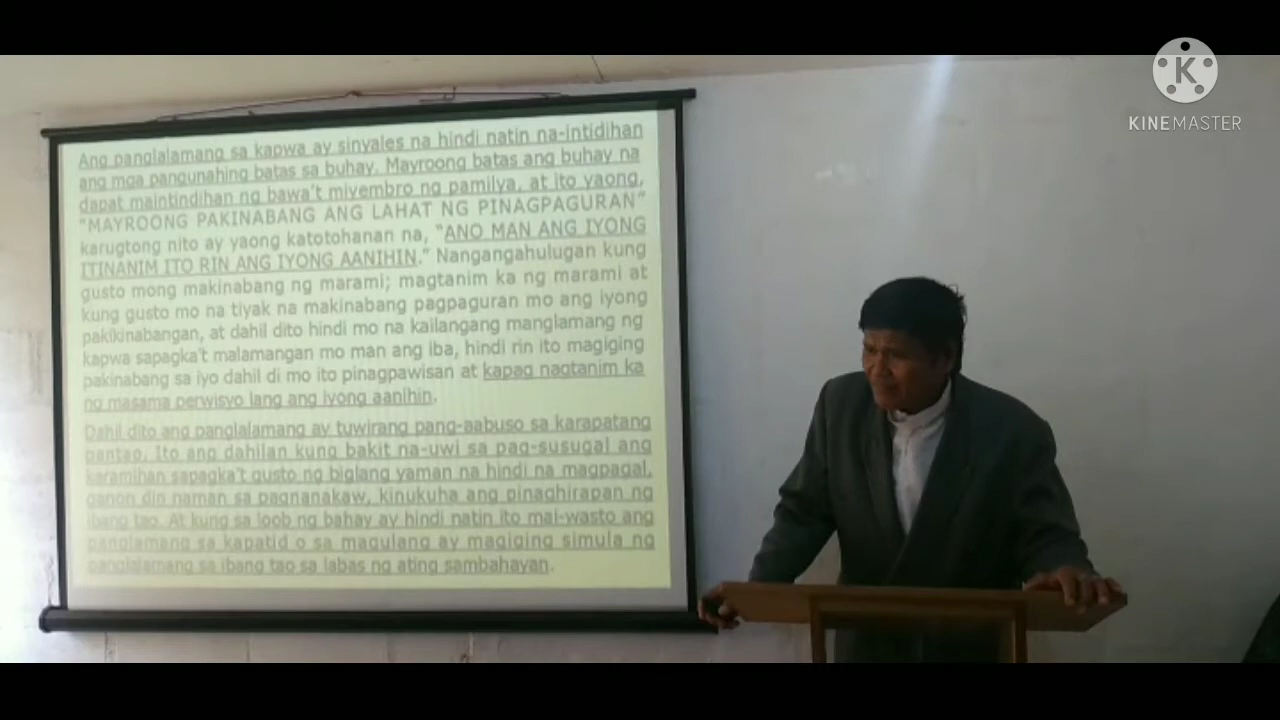 Ang panglalamang sa kapwa ay sinyales na hindi natin na-intidihan
ang mga pangunahing batas sa buhay. Mayroong batas ang buhay na
dapat maintindihan ng bawa't miyembro ng pamilya, at ito yaong,
"MAYROONG PAKINABANG ANG LAHAT NG PINAGPAGURAN"
karugtong nito ay yaong katotohanan na, "ANO MAN ANG IYONG
ITINANIM ITO RIN ANG IYONG AANIHIN." Nangangahulugan kung
gusto mong makinabang ng marami; magtanim ka ng marami at
kung gusto mo na tiyak na makinabang pagpaguran mo ang iyong
pakikinabangan, at dahil dito hindi mo na kailangang manglamang ng
kapwa sapagka't malamangan mo man ang iba, hindi rin ito magiging
pakinabang sa iyo dahil di mo ito pinagpawisan at kapag nagtanim ka
ng masama perwisyo lang ang iyong aanihin.
Dahil dito ang panglalamang ay tuwirang pang-aabuso sa karapatang
pantao. Ito ang dahilan kung bakit na-uwi sa pag-susugal ang
karamihan sapagka't gusto ng biglang yaman na hindi na magpagal,
ganon din naman sa pagnanakaw, kinukuha ang pinaghirapan ng
ibang tao. At kung sa loob ng bahay ay hindi natin ito mai-wasto ang
panglamang sa kapatid o sa magulang ay magiging simula ng
panglalamang sa ibang tao sa labas ng ating sambahayan.
K
KINEMASTER